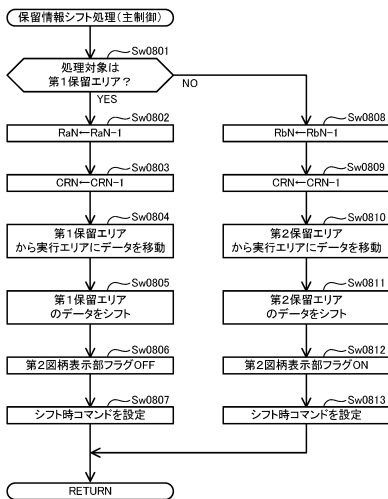 保留情報シフト処理(主制御)
Sw0801
処理対象は
第1保留エリア?
YES
NO
Sw0802
RaN←RaN-1
Sw0803
CRN←CRN-1
Sw0804
第1保留エリア
から実行エリアにデータを移動
Sw0805
第1保留エリア
のデータをシフト
Sw0806
第2図柄表示部フラグOFF
Sw0807
シフト時コマンドを設定
Sw0808
RbN←RbN-1
Sw0809
CRN←CRN-1
Sw0810
第2保留エリア
から実行エリアにデータを移動
Sw0811
第2保留エリア
のデータをシフト
Sw0812
第2図柄表示部フラグON
Sw0813
シフト時コマンドを設定
RETURN